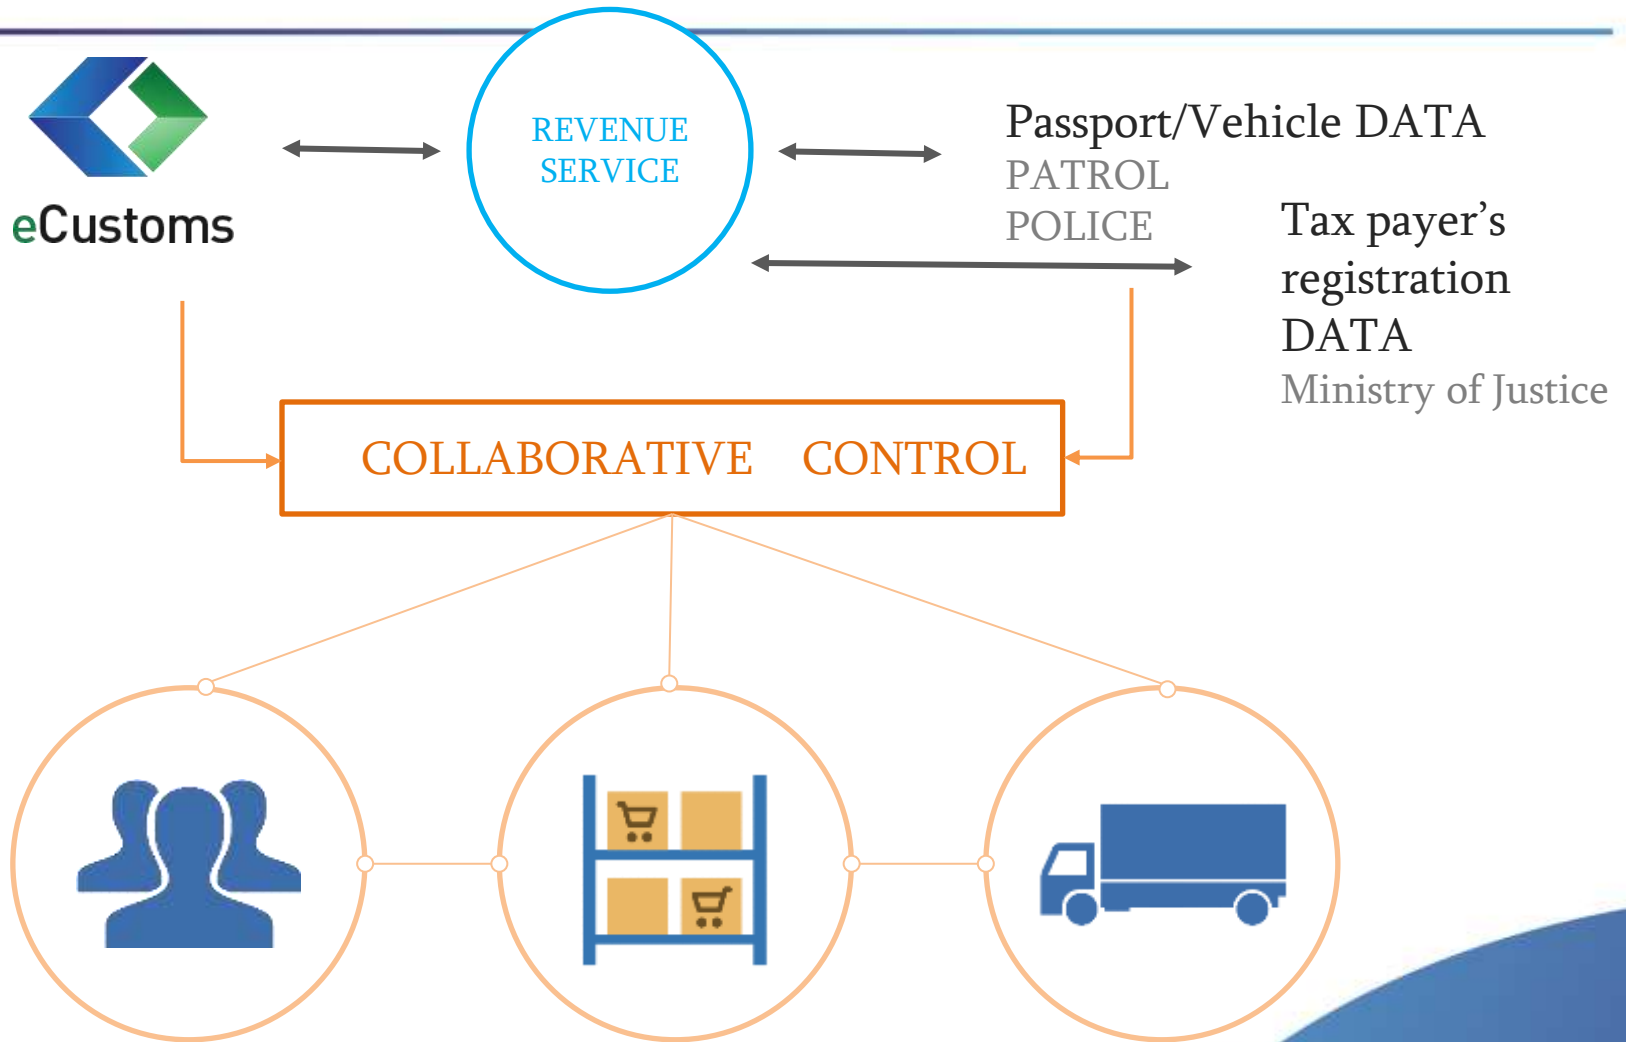 eCustoms
REVENUE
SERVICE
Passport/Vehicle DATA
PATROL
POLICE
Tax payer’s
registration
DATA
Ministry of Justice
COLLABORATIVE CONTROL